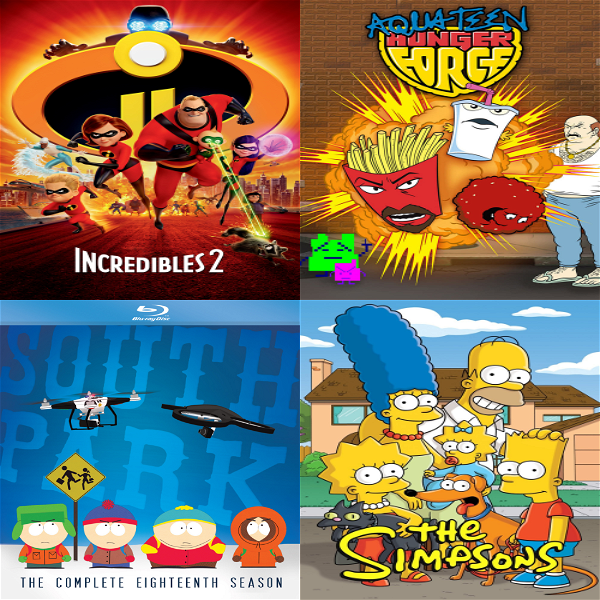 INCREDIBLES 2
AQUA TEEN
HUNGER
FORCE
Blu-ray Disc
SOUTH
PARK
THE COMPLETE EIGHTEENTH SEASON
the
SIMPSONS